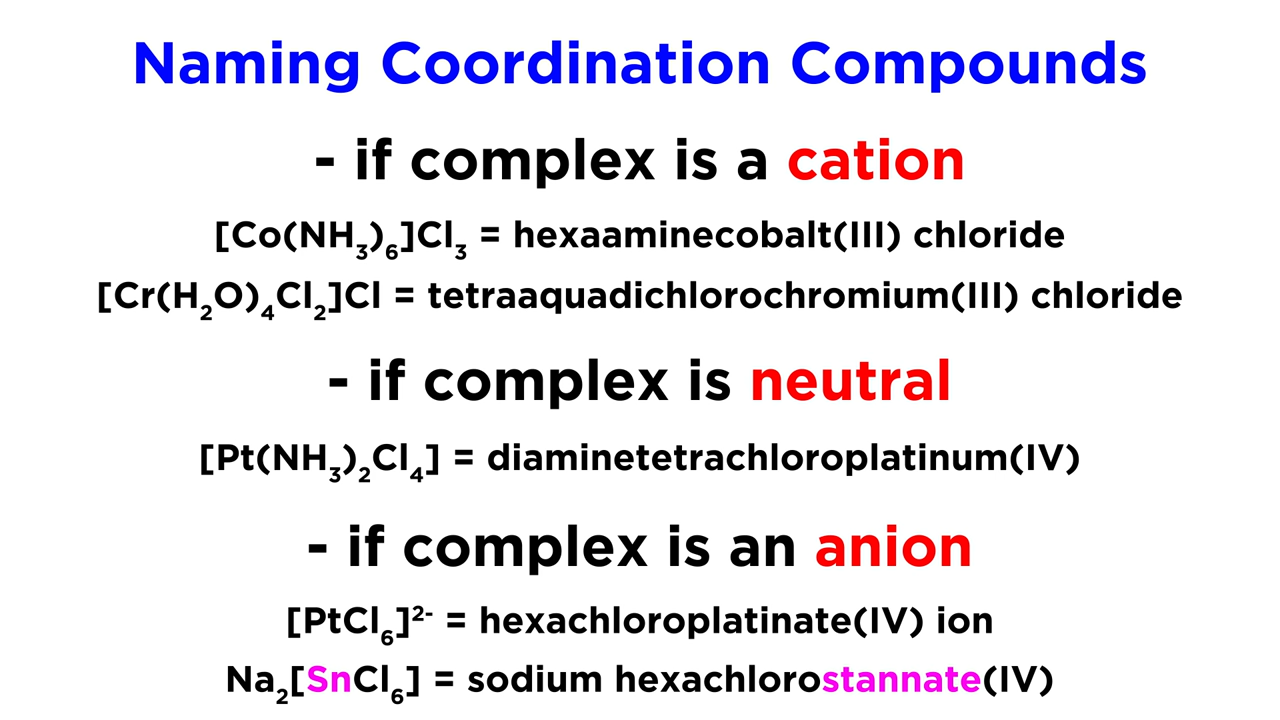 Naming Coordination Compounds
- if complex is a cation
[Co(NH₃)₆]Cl₃ = hexaaminecobalt(III) chloride
[Cr(H₂O)₄Cl₂]Cl = tetraaquadichlorochromium(III) chloride
- if complex is neutral
[Pt(NH₃)₂Cl₄] = diaminetetrachloroplatinum(IV)
- if complex is an anion
[PtCl₆]²⁻ = hexachloroplatinate(IV) ion
Na₂[SnCl₆] = sodium hexachlorostannate(IV)